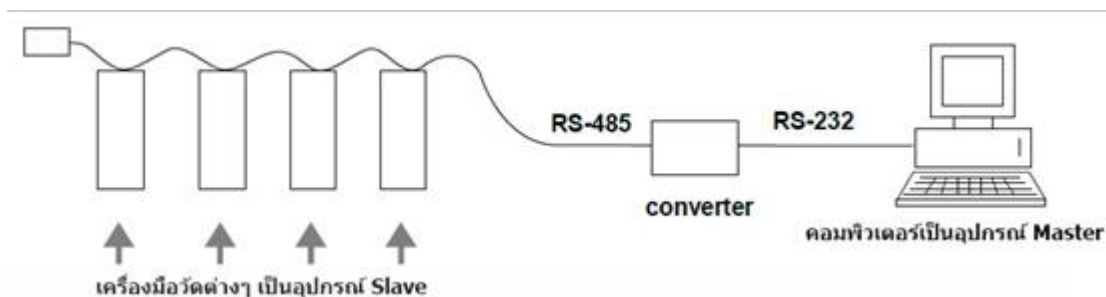 RS-485
RS-232
converter
คอมพิวเตอร์เป็นอุปกรณ์ Master
เครื่องมือวัดต่างๆ เป็นอุปกรณ์ Slave